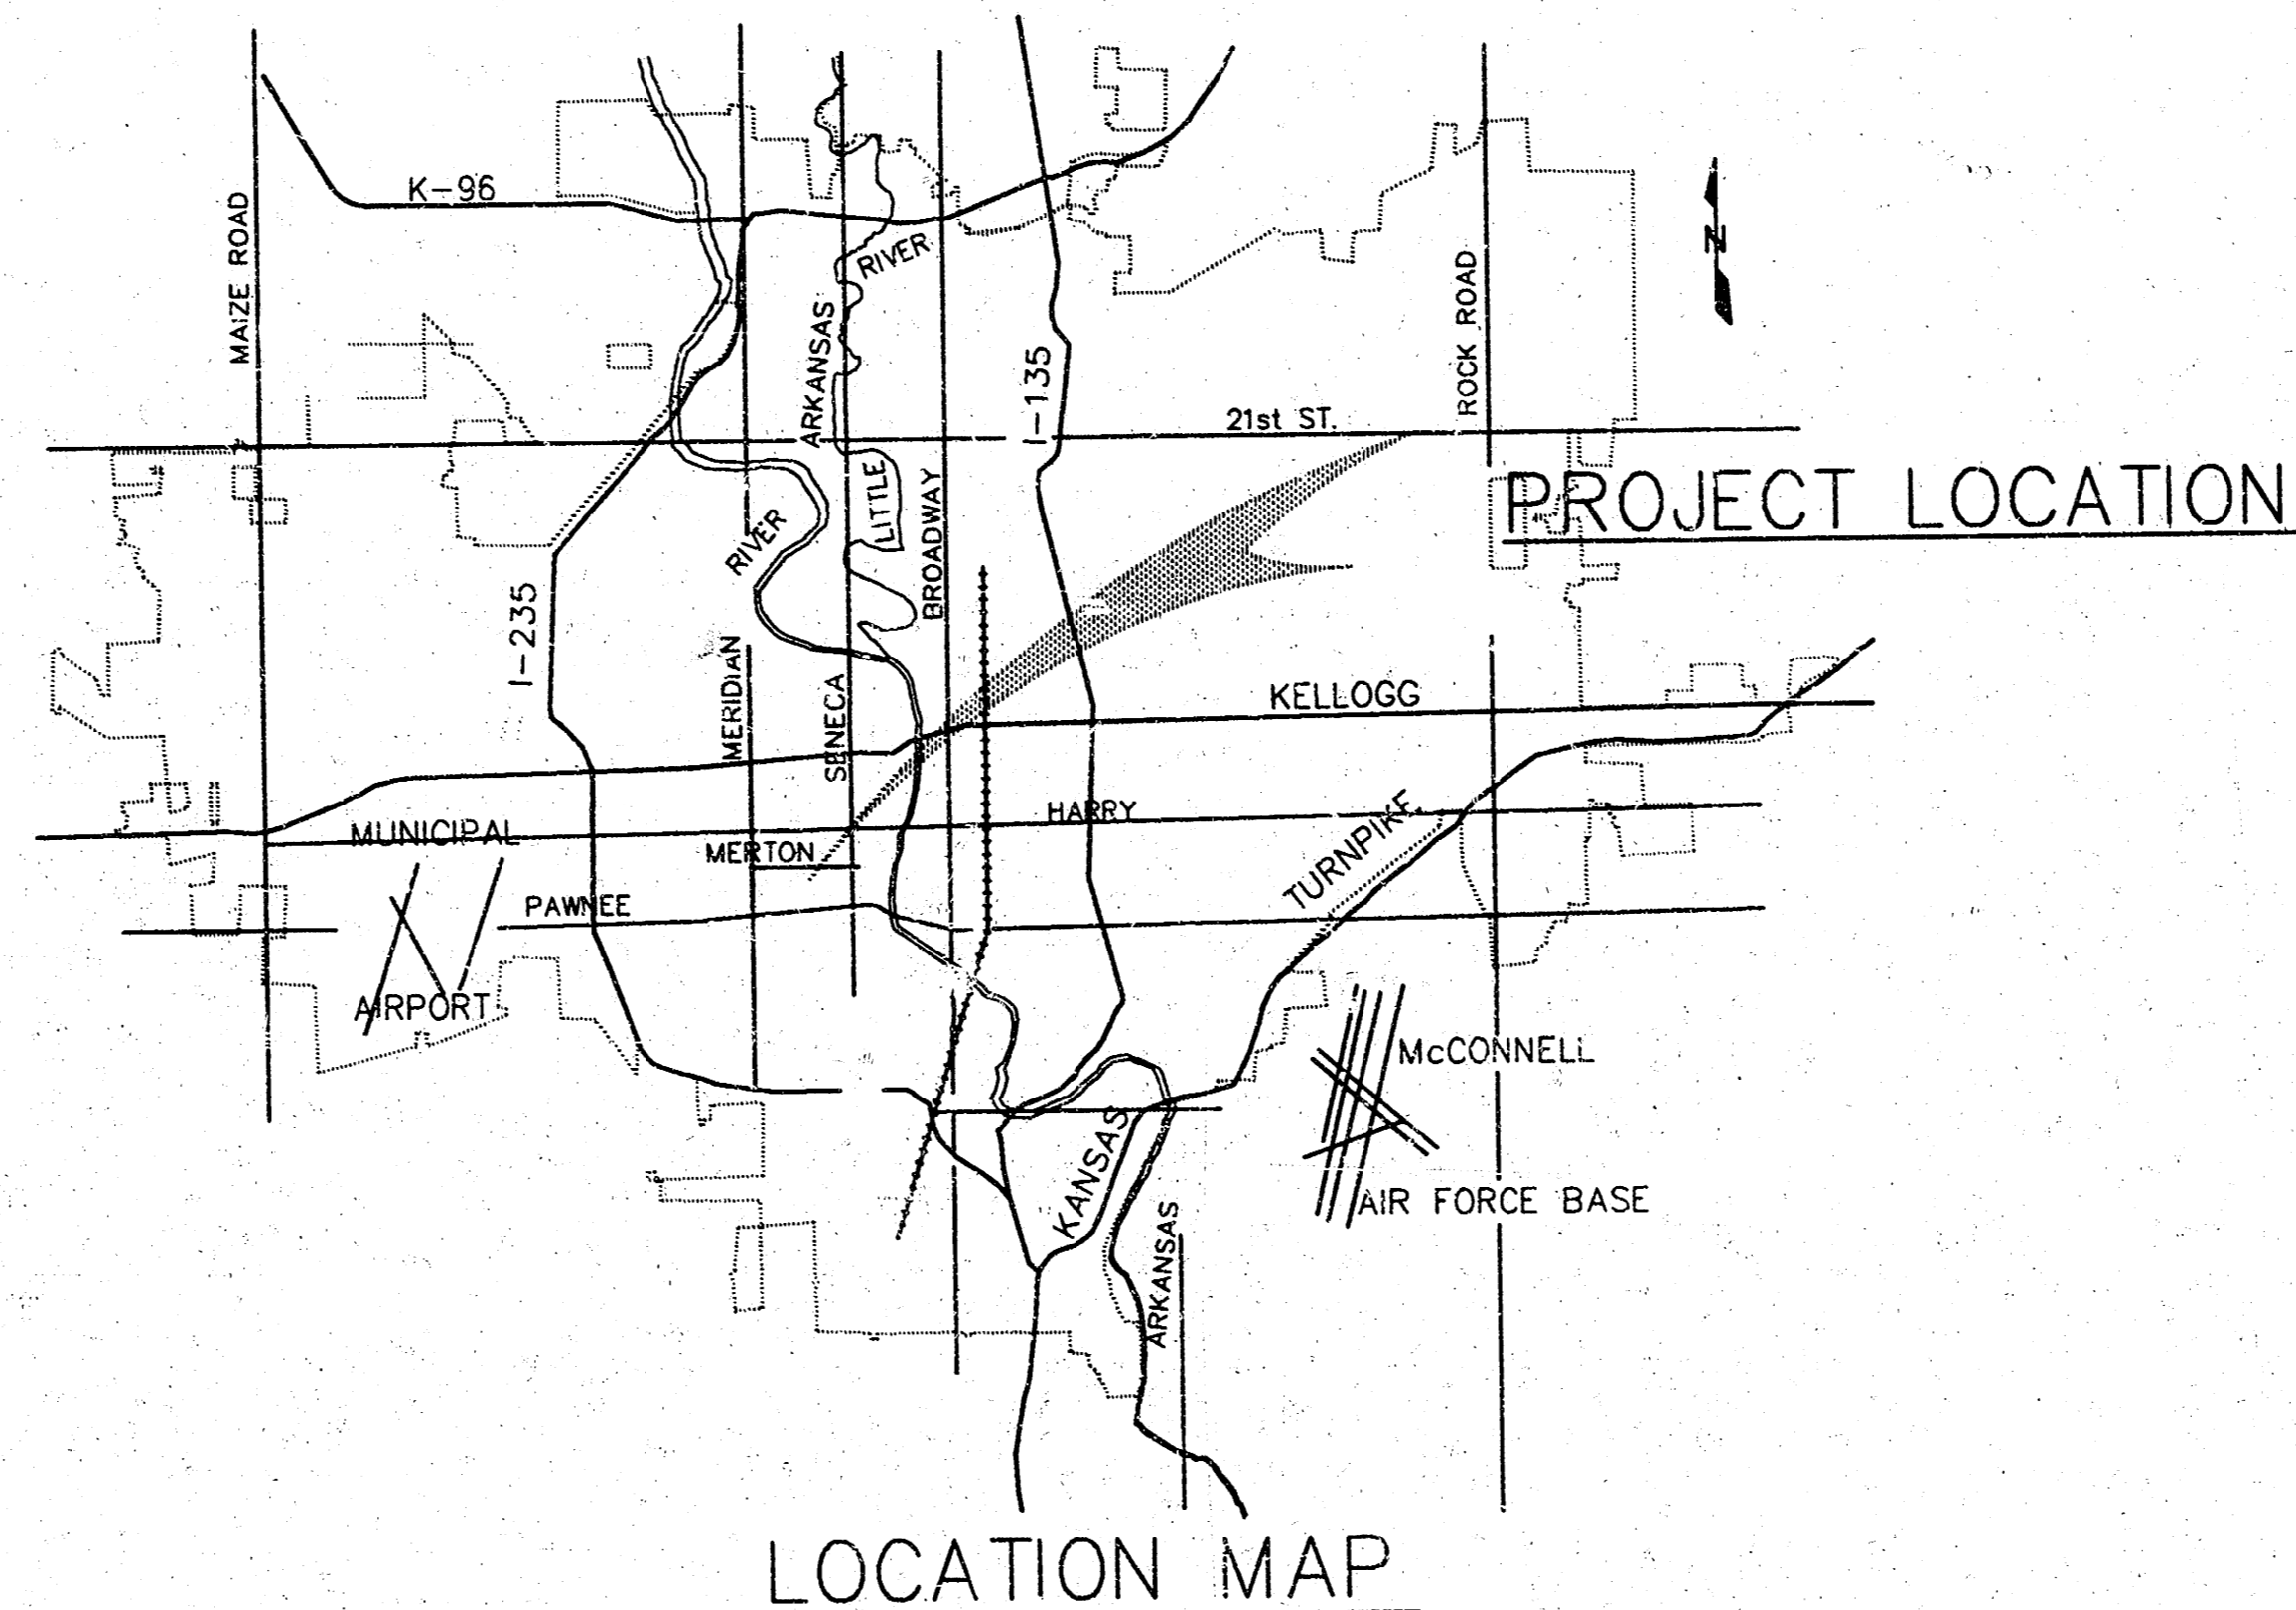 K-96
MAIZE ROAD
RIVER
ARKANSAS
I-135
ROCK ROAD
N
21st ST.
LITTLE
BROADWAY
PROJECT LOCATION
RIVER
I-235
MERIDIAN
SENECA
KELLOGG
HARRY
MUNICIPAL
MERTON
TURNPIKE
PAWNEE
AIRPORT
McCONNELL
KANSAS
AIR FORCE BASE
ARKANSAS
LOCATION MAP